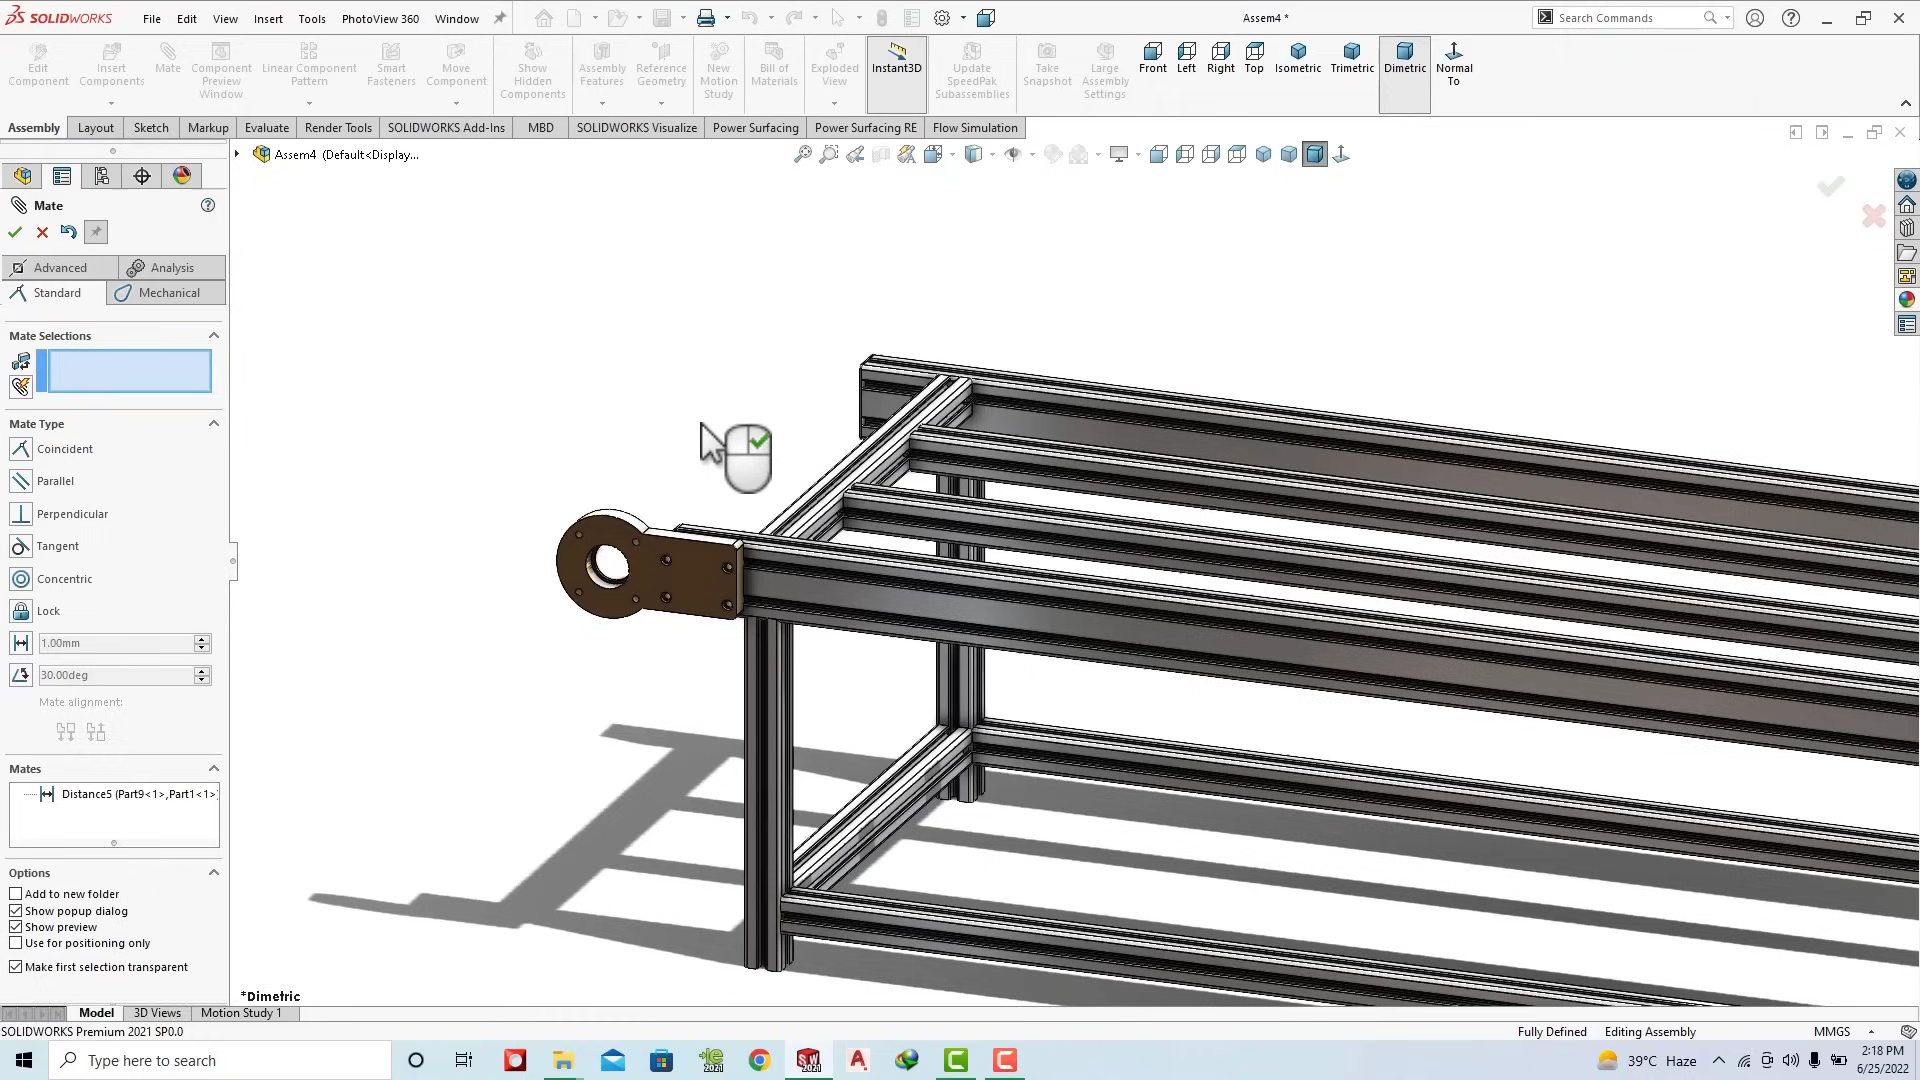 SOLIDWORKS File Edit View Insert Tools PhotoView 360 Window Assem4 * Search Commands
Edit Component Insert Components Mate Component Preview Window Linear Component Pattern Smart Fasteners Move Component Show Hidden Components Assembly Features Reference Geometry New Motion Study Bill of Materials Exploded View Instant3D Update SpeedPak Subassemblies Take Snapshot Large Assembly Settings Front Left Right Top Isometric Trimetric Dimetric Normal To
Assembly Layout Sketch Markup Evaluate Render Tools SOLIDWORKS Add-Ins MBD SOLIDWORKS Visualize Power Surfacing Power Surfacing RE Flow Simulation
Assem4 (Default<Display...
Mate
Advanced Analysis
Standard Mechanical
Mate Selections
Mate Type
Coincident
Parallel
Perpendicular
Tangent
Concentric
Lock
1.00mm
30.00deg
Mate alignment:
Mates
Distance5 (Part9<1>,Part1<1>)
Options
Add to new folder
Show popup dialog
Show preview
Use for positioning only
Make first selection transparent
*Dimetric
Model 3D Views Motion Study 1
SOLIDWORKS Premium 2021 SP0.0 Fully Defined Editing Assembly MMGS
Type here to search 39°C Haze 2:18 PM
6/25/2022